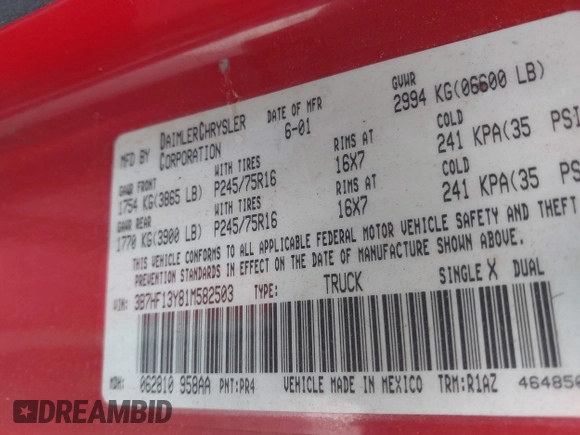 MFD BY DAIMLERCHRYSLER CORPORATION DATE OF MFR 6-01 GVWR 2994 KG(06600 LB)
GAWR FRONT WITH TIRES RIMS AT COLD
1754 KG(3865 LB) P245/75R16 16X7 241 KPA(35 PSI
GAWR REAR WITH TIRES RIMS AT COLD
1770 KG(3900 LB) P245/75R16 16X7 241 KPA(35 PS
THIS VEHICLE CONFORMS TO ALL APPLICABLE FEDERAL MOTOR VEHICLE SAFETY AND THEFT
PREVENTION STANDARDS IN EFFECT ON THE DATE OF MANUFACTURE SHOWN ABOVE.
VIN: 3B7HF13Y81M582503 TYPE: TRUCK SINGLE X DUAL
MDH: 062810 958AA PNT:PR4 VEHICLE MADE IN MEXICO TRM:R1AZ 464850
DREAMBID